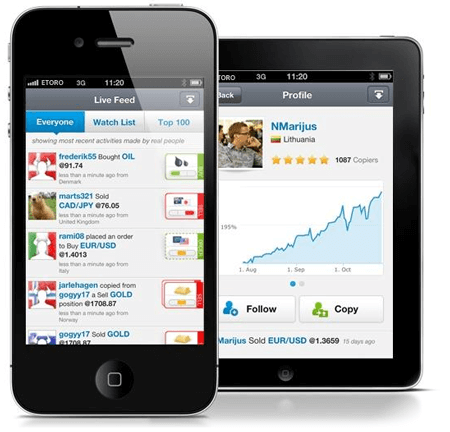 ETORO 3G 11:20
Live Feed
Everyone Watch List Top 100
showing most recent activities made by real people
frederik55 Bought OIL
@91.74
less than a minute ago from
Denmark
marts321 Sold
CAD/JPY @76.05
less than a minute ago from
United Kingdom
rami08 placed an
order to Buy EUR/USD
@1.4013
less than a minute ago from
Italy
jarlehagen copied from
gogyy17 a Sell GOLD
position @1708.87
less than a minute ago from
Norway
gogyy17 Sold GOLD
@1708.87
ETORO 3G 11:20
Back Profile
NMarijus
Lithuania
1087 Copiers
195%
1. Aug 1. Sep 1. Oct
Follow Copy
Marijus Sold EUR/USD @1.3659 15 days ago